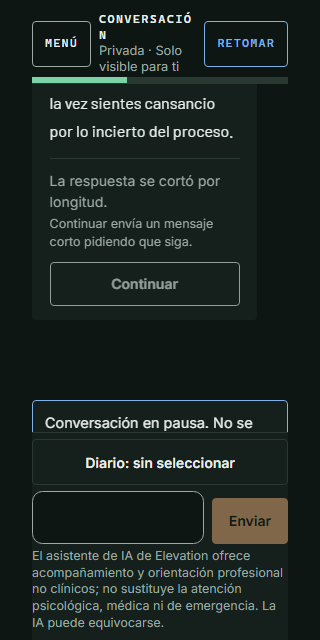 MENÚ
CONVERSACIÓ
N
Privada · Solo
visible para ti
RETOMAR
la vez sientes cansancio
por lo incierto del proceso.
La respuesta se cortó por
longitud.
Continuar envía un mensaje
corto pidiendo que siga.
Continuar
Conversación en pausa. No se
Diario: sin seleccionar
Enviar
El asistente de IA de Elevation ofrece
acompañamiento y orientación profesional
no clínicos; no sustituye la atención
psicológica, médica ni de emergencia. La
IA puede equivocarse.